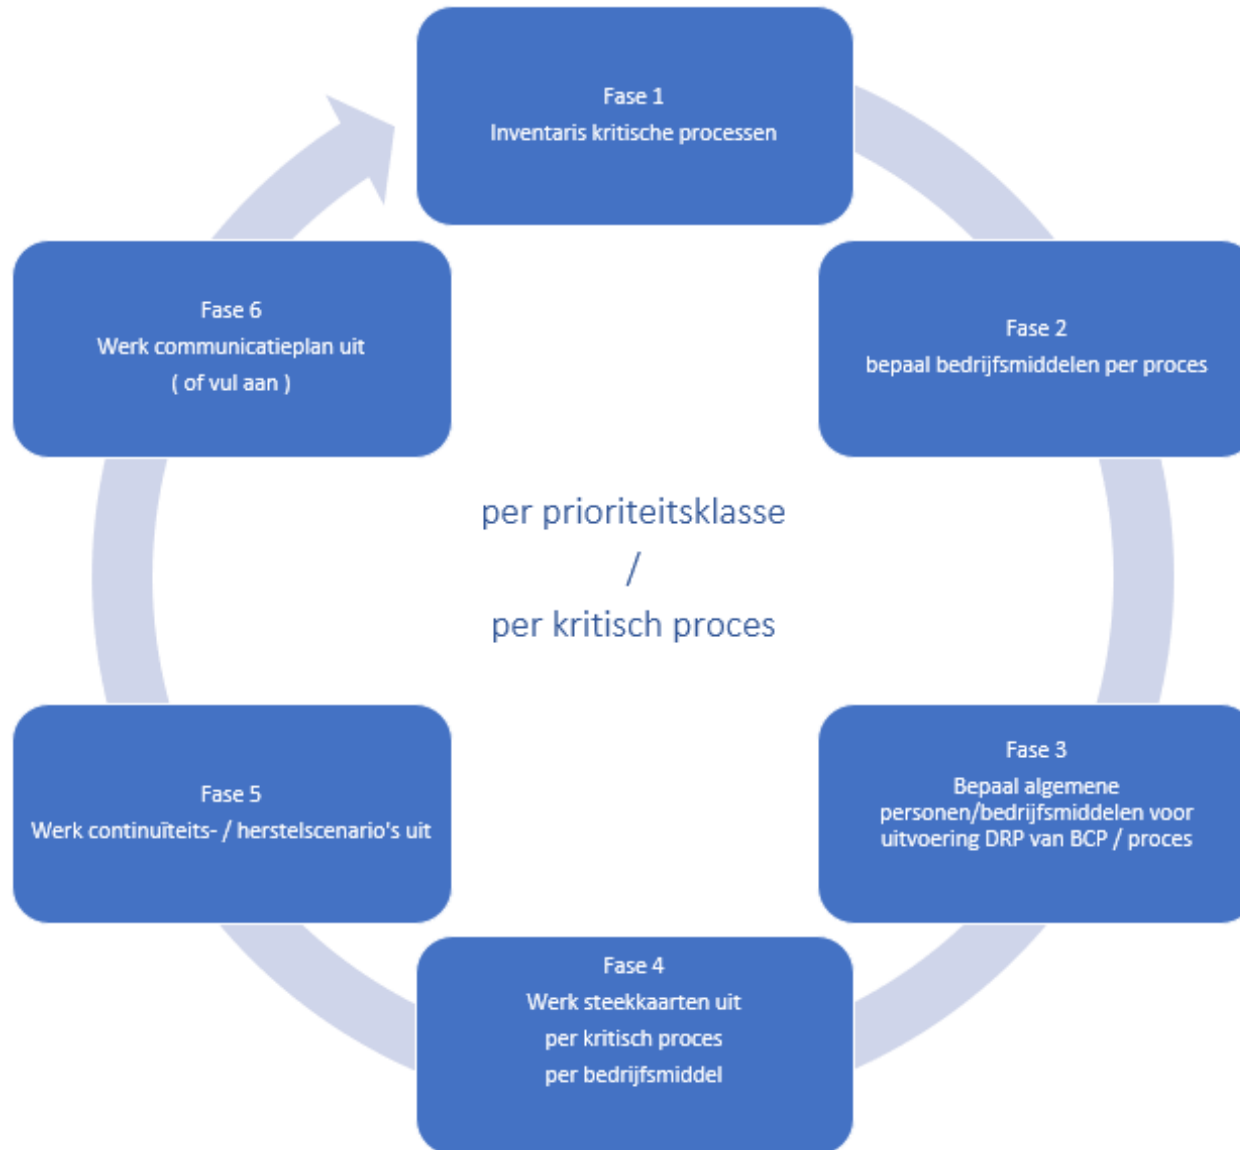 Fase 1
Inventaris kritische processen
Fase 2
bepaal bedrijfsmiddelen per proces
Fase 3
Bepaal algemene
personen/bedrijfsmiddelen voor
uitvoering DRP van BCP / proces
Fase 4
Werk steekkaarten uit
per kritisch proces
per bedrijfsmiddel
Fase 5
Werk continuïteits- / herstelscenario's uit
Fase 6
Werk communicatieplan uit
( of vul aan )
per prioriteitsklasse
/
per kritisch proces